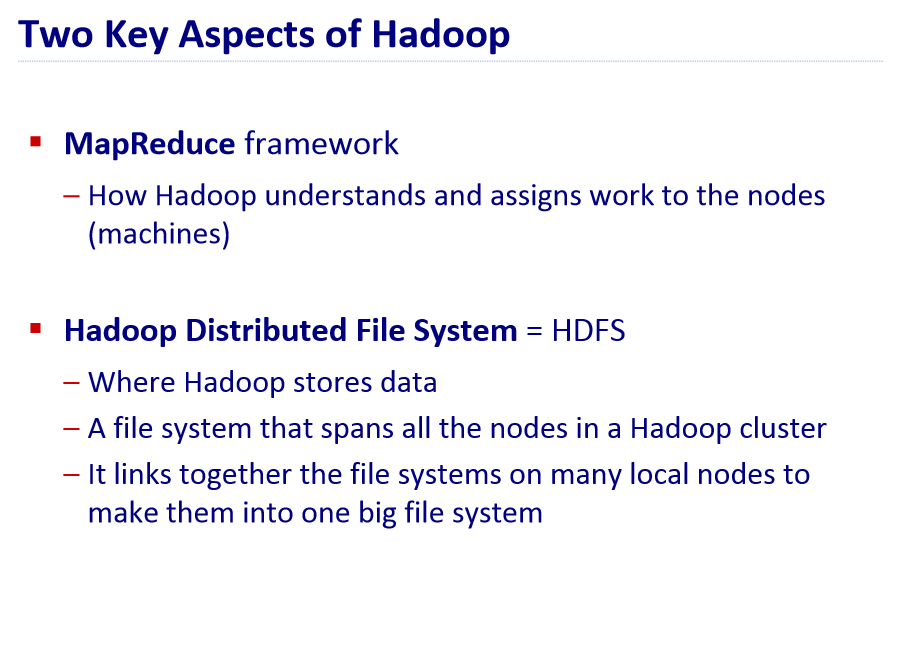 Two Key Aspects of Hadoop
▪ MapReduce framework
– How Hadoop understands and assigns work to the nodes
(machines)
▪ Hadoop Distributed File System = HDFS
– Where Hadoop stores data
– A file system that spans all the nodes in a Hadoop cluster
– It links together the file systems on many local nodes to
make them into one big file system